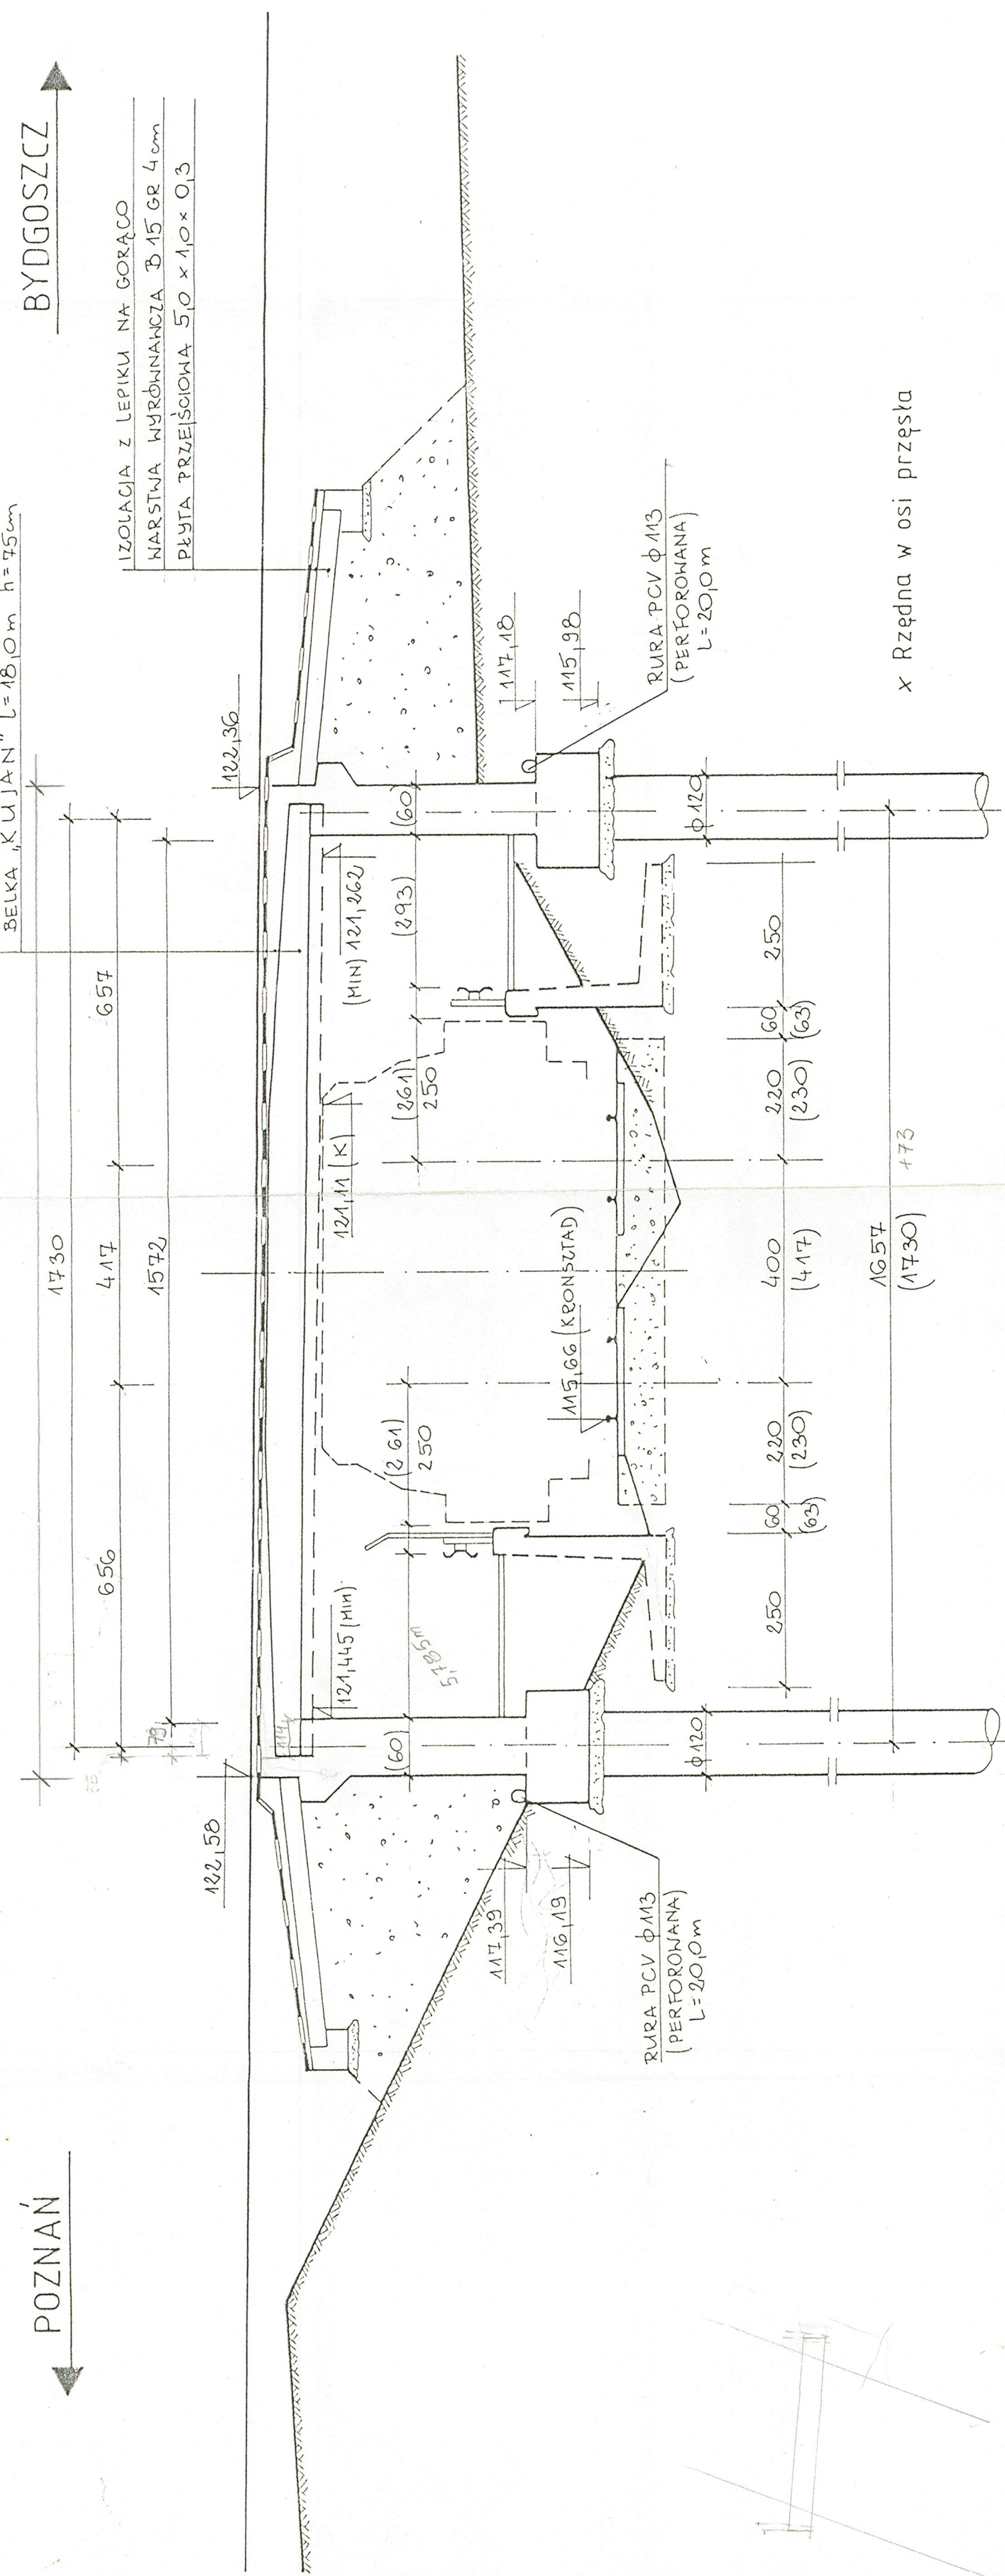 POZNAŃ
BYDGOSZCZ
BELKA „KUJAN" L=18,0m h=75cm
IZOLACJA Z LEPIKU NA GORĄCO
WARSTWA WYRÓWNAWCZA B15 GR 4cm
PŁYTA PRZEJŚCIOWA 5,0 x 1,0 x 0,3
1730
656
417
657
79
1572
122,58
122,36
114
121,445 (MIN)
121,11 (K)
(MIN) 121,262
5,785m
(60)
(261)
250
(261)
250
(293)
(60)
117,39
116,19
117,18
115,98
115,66 (KRONSZTAD)
RURA PCV ϕ113
(PERFOROWANA)
L=20,0m
RURA PCV ϕ113
(PERFOROWANA)
L=20,0m
ϕ120
ϕ120
250
60
(63)
220
(230)
400
(417)
220
(230)
60
(63)
250
1657
(1730)
+73
x Rzędna w osi przęsła